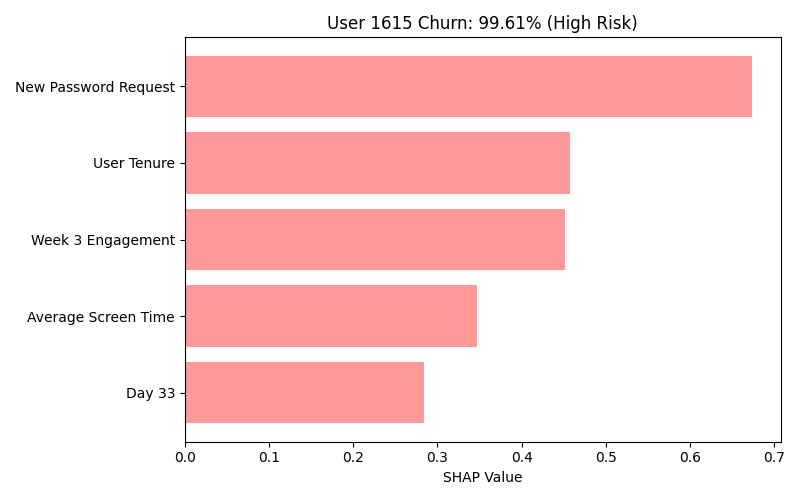 User 1615 Churn: 99.61% (High Risk)
New Password Request
User Tenure
Week 3 Engagement
Average Screen Time
Day 33
0.0 0.1 0.2 0.3 0.4 0.5 0.6 0.7
SHAP Value